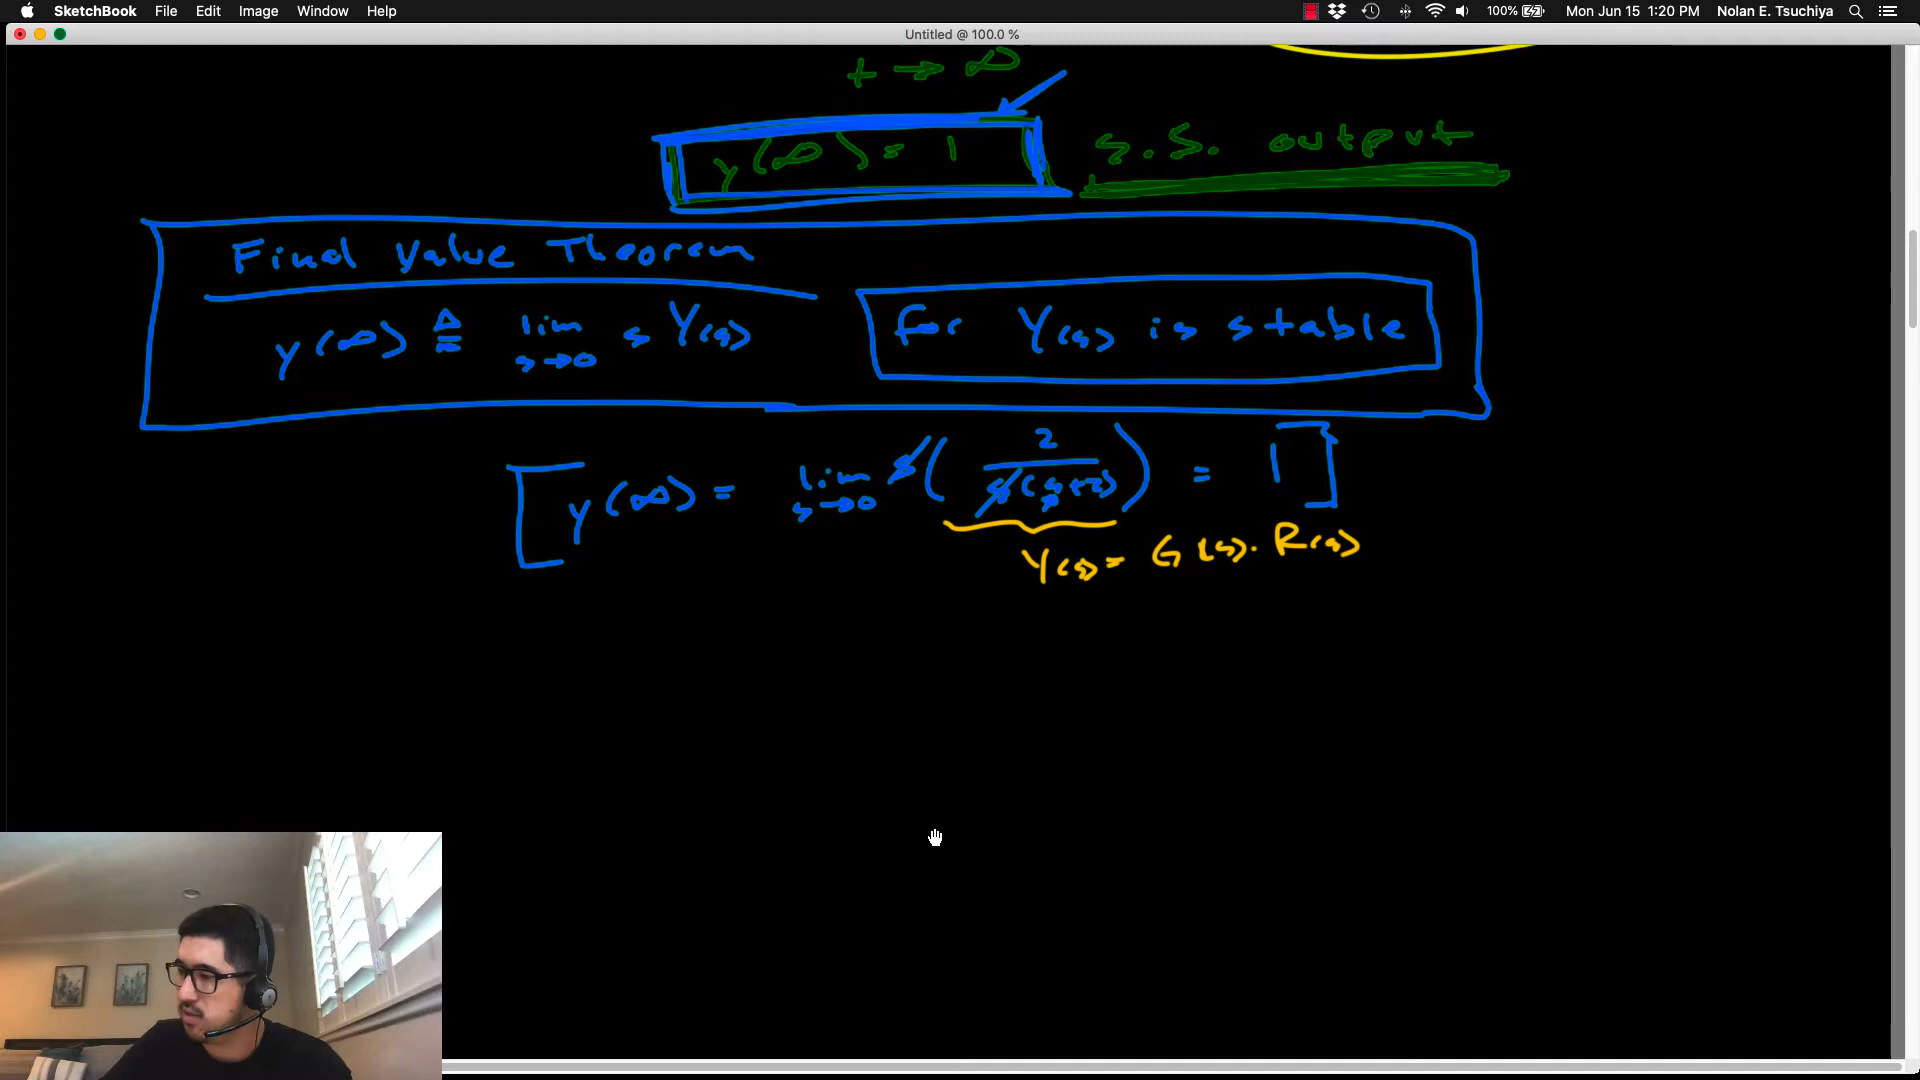 SketchBook File Edit Image Window Help 100% Mon Jun 15 1:20 PM Nolan E. Tsuchiya
Untitled @ 100.0 %
t → ∞
y(∞) = 1 s.s. output
Final Value Theorem
y(∞) ≜ lim s→0 s Y(s) for Y(s) is stable
y(∞) = lim s→0 s( 2 / s(s+2) ) = 1
Y(s) = G(s) · R(s)